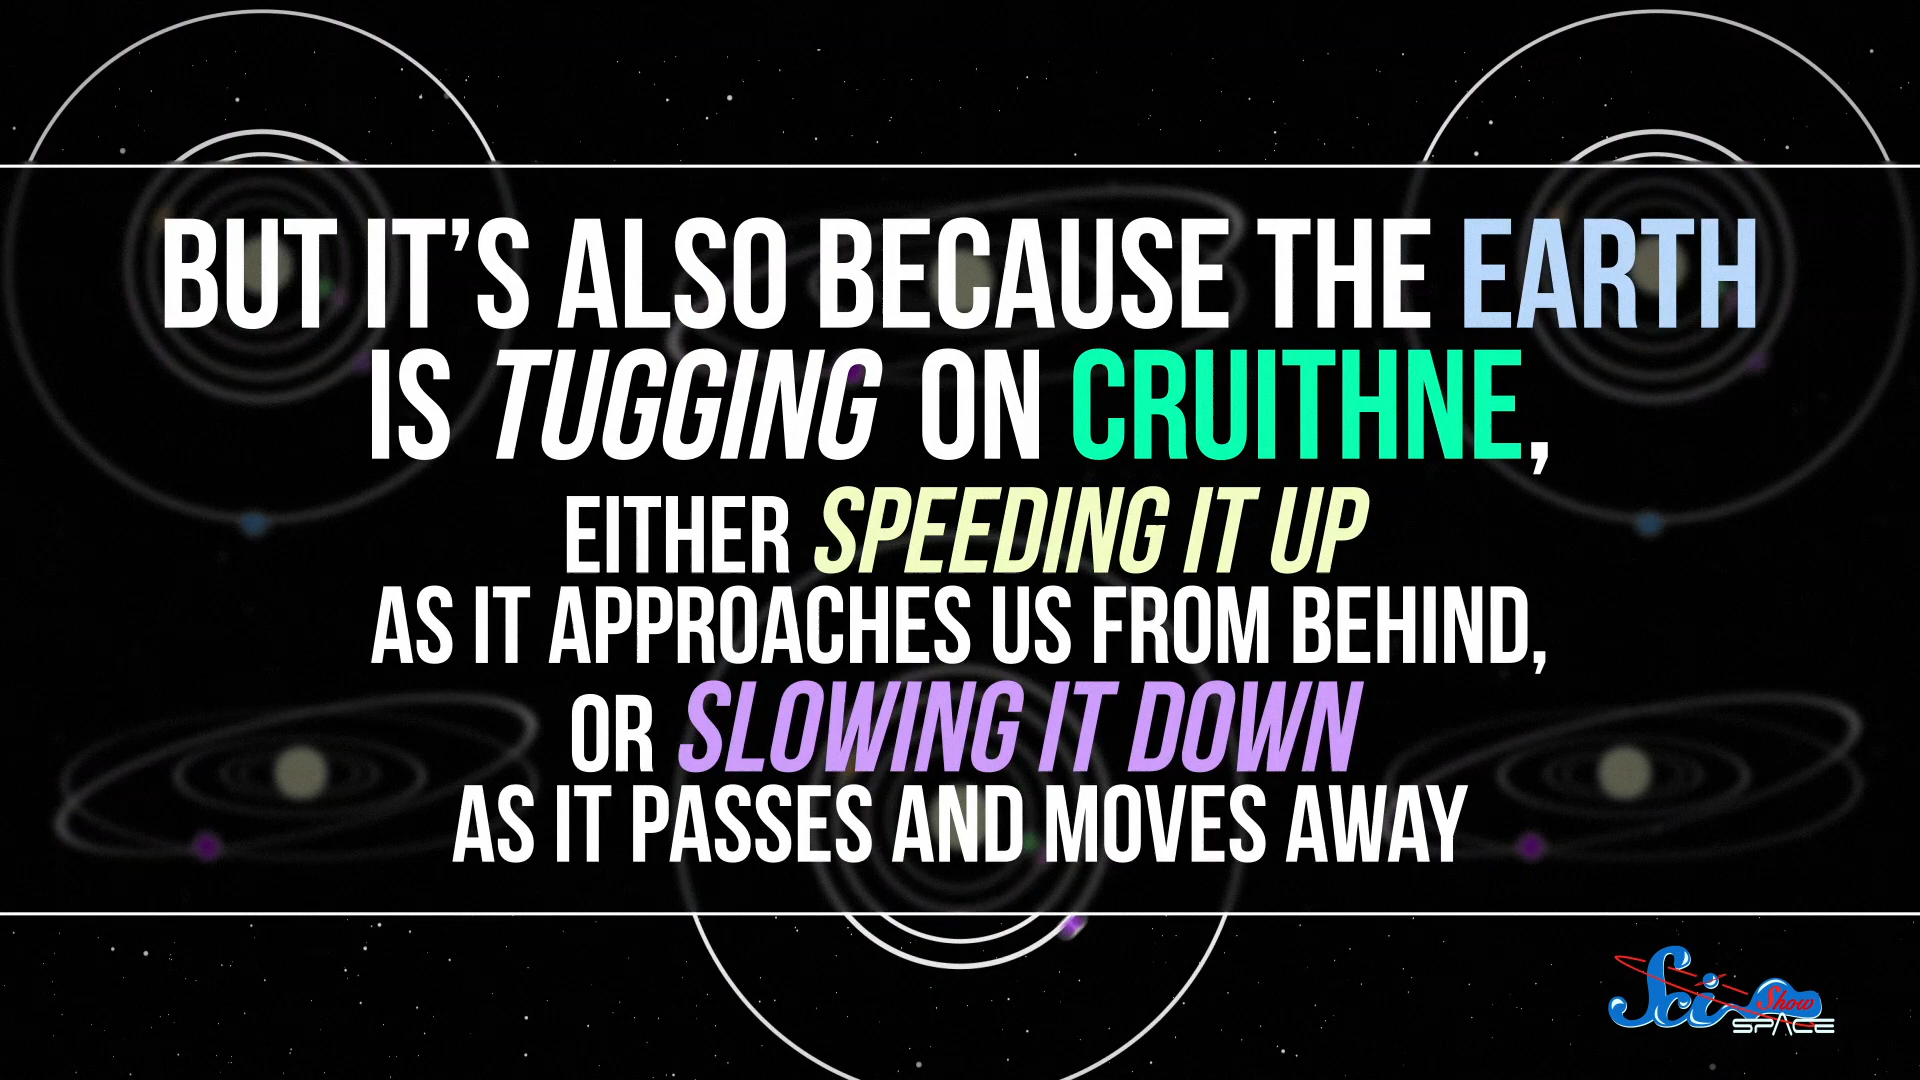 BUT IT'S ALSO BECAUSE THE EARTH
IS TUGGING ON CRUITHNE,
EITHER SPEEDING IT UP
AS IT APPROACHES US FROM BEHIND,
OR SLOWING IT DOWN
AS IT PASSES AND MOVES AWAY
Sci Show
SPACE